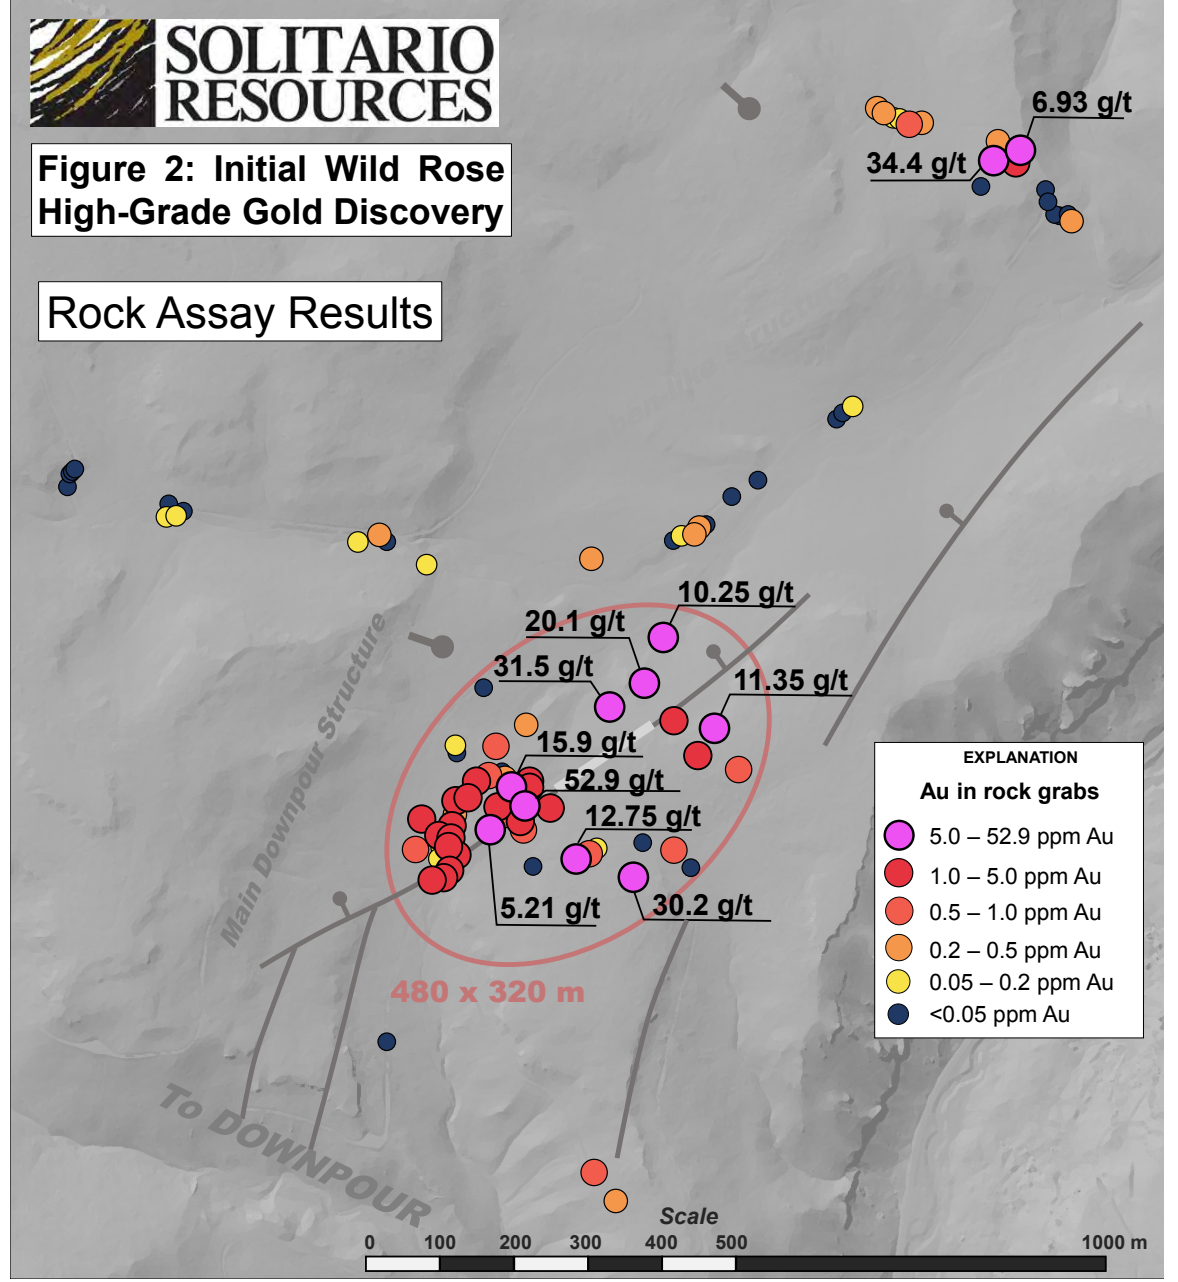 SOLITARIO
RESOURCES
Figure 2: Initial Wild Rose
High-Grade Gold Discovery
Rock Assay Results
6.93 g/t
34.4 g/t
10.25 g/t
20.1 g/t
31.5 g/t
11.35 g/t
15.9 g/t
52.9 g/t
12.75 g/t
5.21 g/t
30.2 g/t
Main Downpour Structure
480 x 320 m
To DOWNPOUR
EXPLANATION
Au in rock grabs
5.0 – 52.9 ppm Au
1.0 – 5.0 ppm Au
0.5 – 1.0 ppm Au
0.2 – 0.5 ppm Au
0.05 – 0.2 ppm Au
<0.05 ppm Au
Scale
0 100 200 300 400 500 1000 m